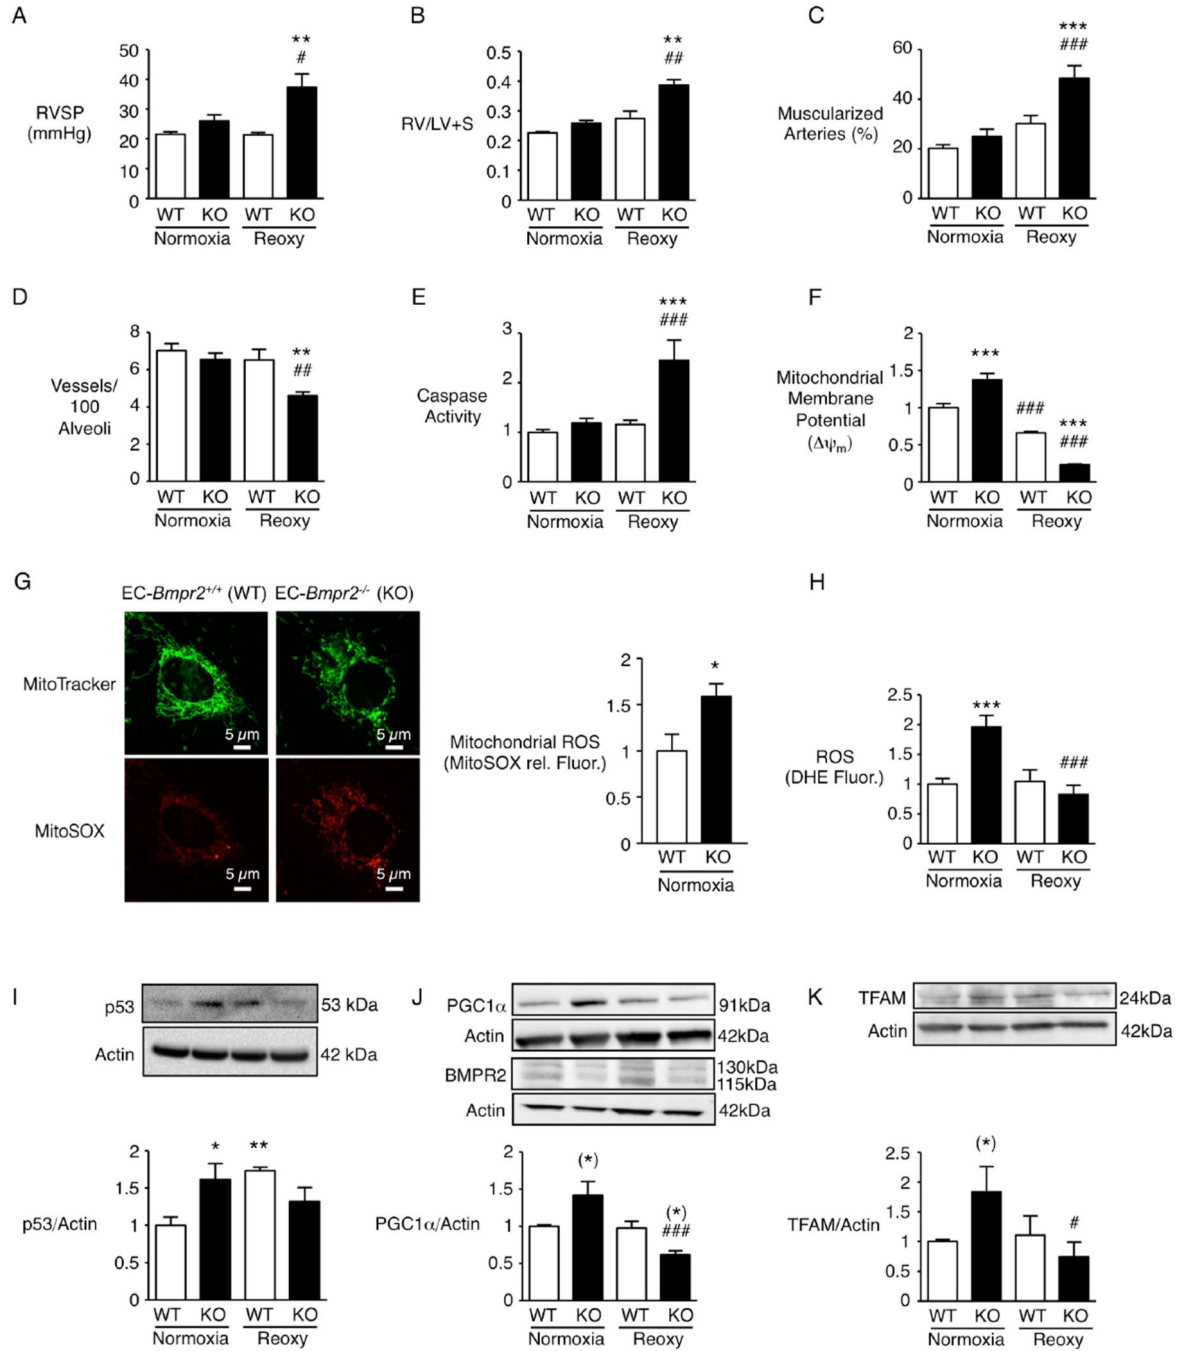 A
RVSP
(mmHg)
50
40
30
20
10
0
**
#
WT KO WT KO
Normoxia Reoxy
B
RV/LV+S
0.5
0.4
0.3
0.2
0.1
0
**
##
WT KO WT KO
Normoxia Reoxy
C
Muscularized
Arteries (%)
60
40
20
0
***
###
WT KO WT KO
Normoxia Reoxy
D
Vessels/
100
Alveoli
8
6
4
2
0
**
##
WT KO WT KO
Normoxia Reoxy
E
Caspase
Activity
3
2
1
0
***
###
WT KO WT KO
Normoxia Reoxy
F
Mitochondrial
Membrane
Potential
(Δψm)
2
1.5
1
0.5
0
***
###
***
###
WT KO WT KO
Normoxia Reoxy
G
EC-Bmpr2+/+ (WT) EC-Bmpr2-/- (KO)
MitoTracker
5 µm 5 µm
MitoSOX
5 µm 5 µm
Mitochondrial ROS
(MitoSOX rel. Fluor.)
2
1.5
1
0.5
0
*
WT KO
Normoxia
H
ROS
(DHE Fluor.)
2.5
2
1.5
1
0.5
0
***
###
WT KO WT KO
Normoxia Reoxy
I
p53 53 kDa
Actin 42 kDa
p53/Actin
2
1.5
1
0.5
0
* **
WT KO WT KO
Normoxia Reoxy
J
PGC1α 91kDa
Actin 42kDa
BMPR2 130kDa
115kDa
Actin 42kDa
PGC1α/Actin
2
1.5
1
0.5
0
(*)
(*)
###
WT KO WT KO
Normoxia Reoxy
K
TFAM 24kDa
Actin 42kDa
TFAM/Actin
2.5
2
1.5
1
0.5
0
(*)
#
WT KO WT KO
Normoxia Reoxy